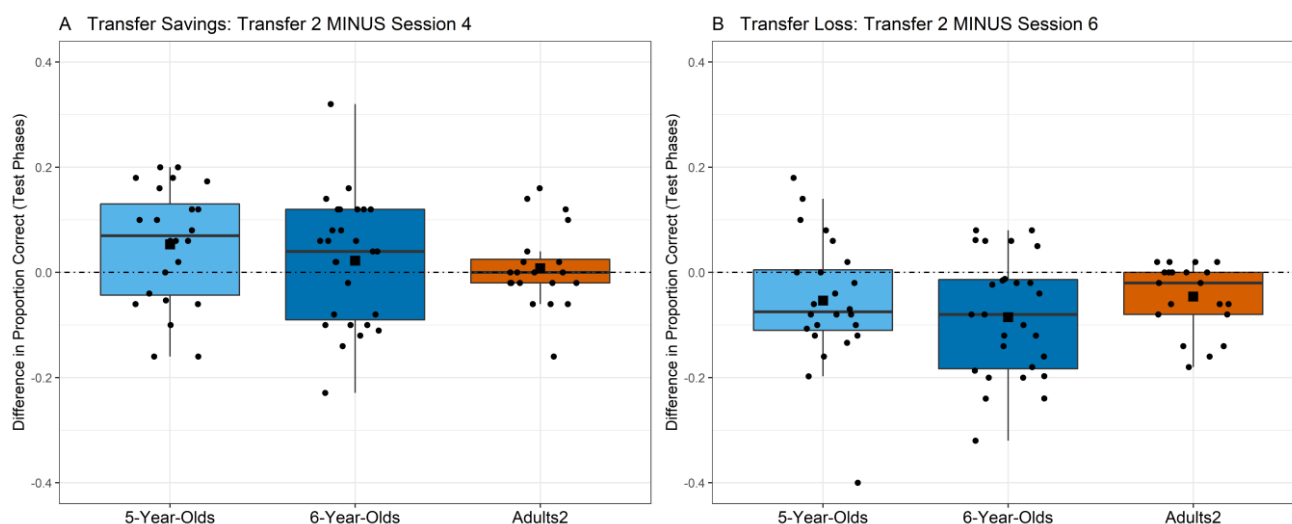 A Transfer Savings: Transfer 2 MINUS Session 4
Difference in Proportion Correct (Test Phases)
0.4
0.2
0.0
-0.2
-0.4
5-Year-Olds 6-Year-Olds Adults2
B Transfer Loss: Transfer 2 MINUS Session 6
Difference in Proportion Correct (Test Phases)
0.4
0.2
0.0
-0.2
-0.4
5-Year-Olds 6-Year-Olds Adults2